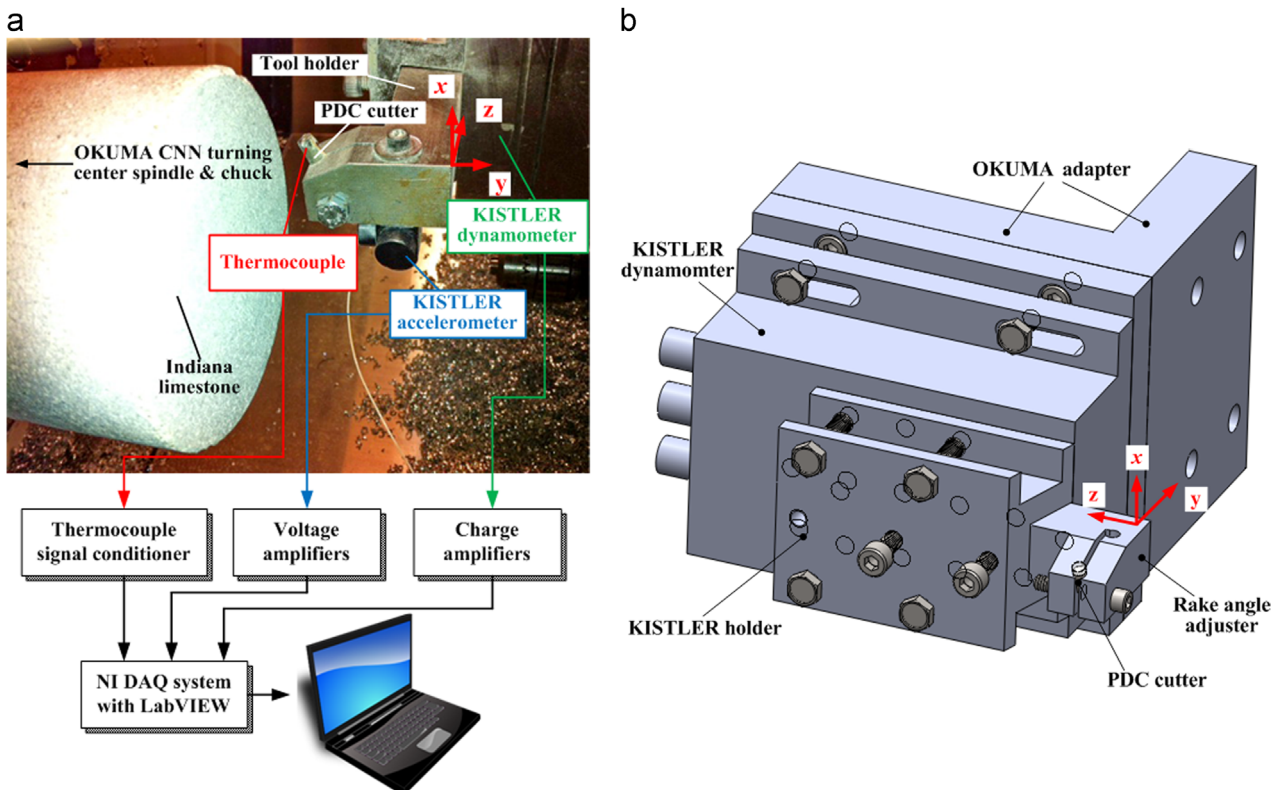 a
b
Tool holder
x
z
PDC cutter
OKUMA CNN turning
center spindle & chuck
y
KISTLER
dynamometer
Thermocouple
KISTLER
accelerometer
Indiana
limestone
Thermocouple
signal conditioner
Voltage
amplifiers
Charge
amplifiers
NI DAQ system
with LabVIEW
OKUMA adapter
KISTLER
dynamomter
x
z
y
KISTLER holder
Rake angle
adjuster
PDC cutter